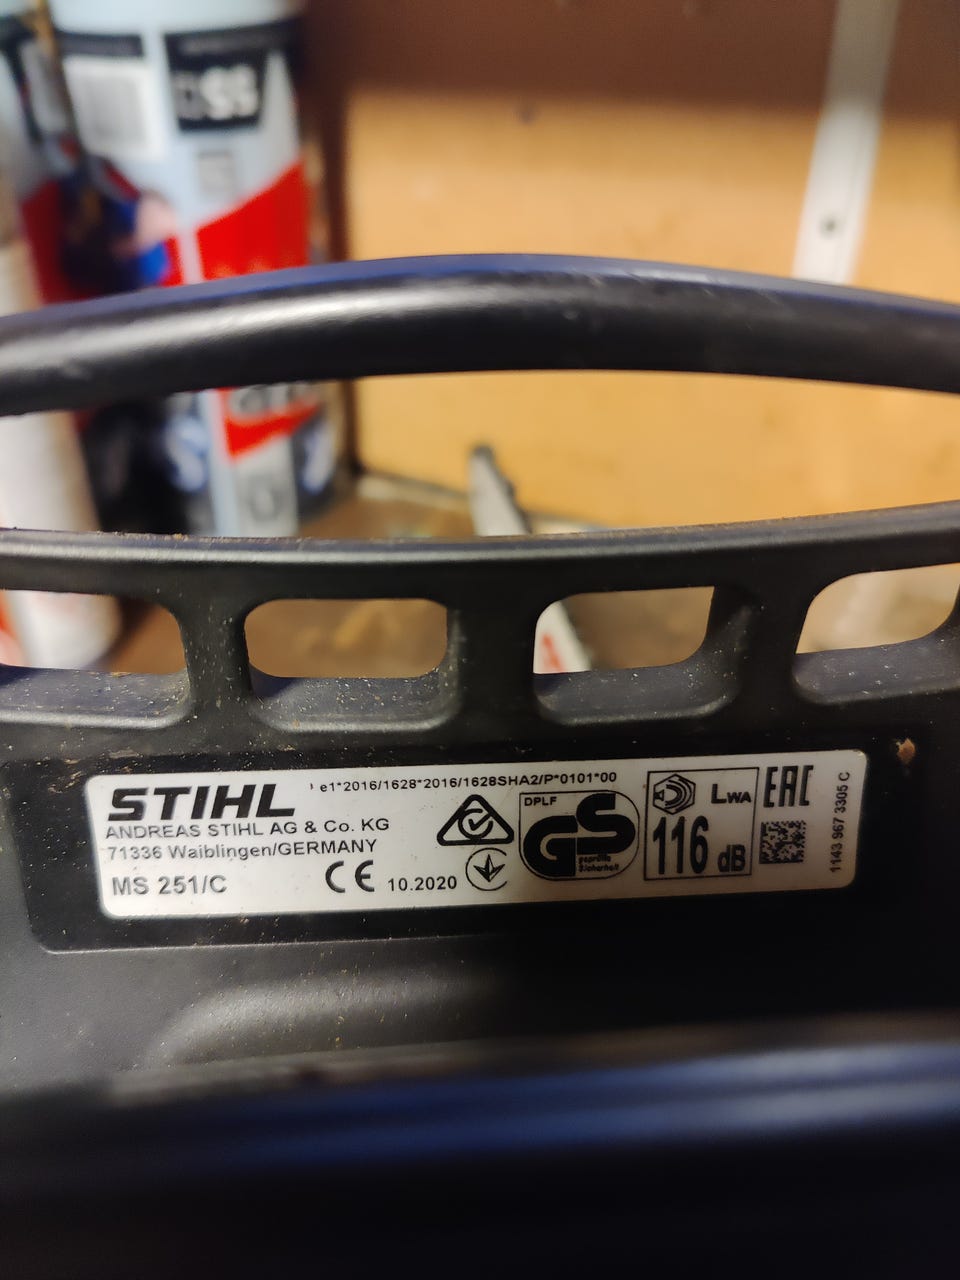 STIHL
ANDREAS STIHL AG & Co. KG
71336 Waiblingen/GERMANY
MS 251/C
CE 10.2020
e1*2016/1628*2016/1628SHA2/P*0101*00
DPLF
GS
geprüfte
Sicherheit
LWA
116 dB
EAC
1143 967 3305 C